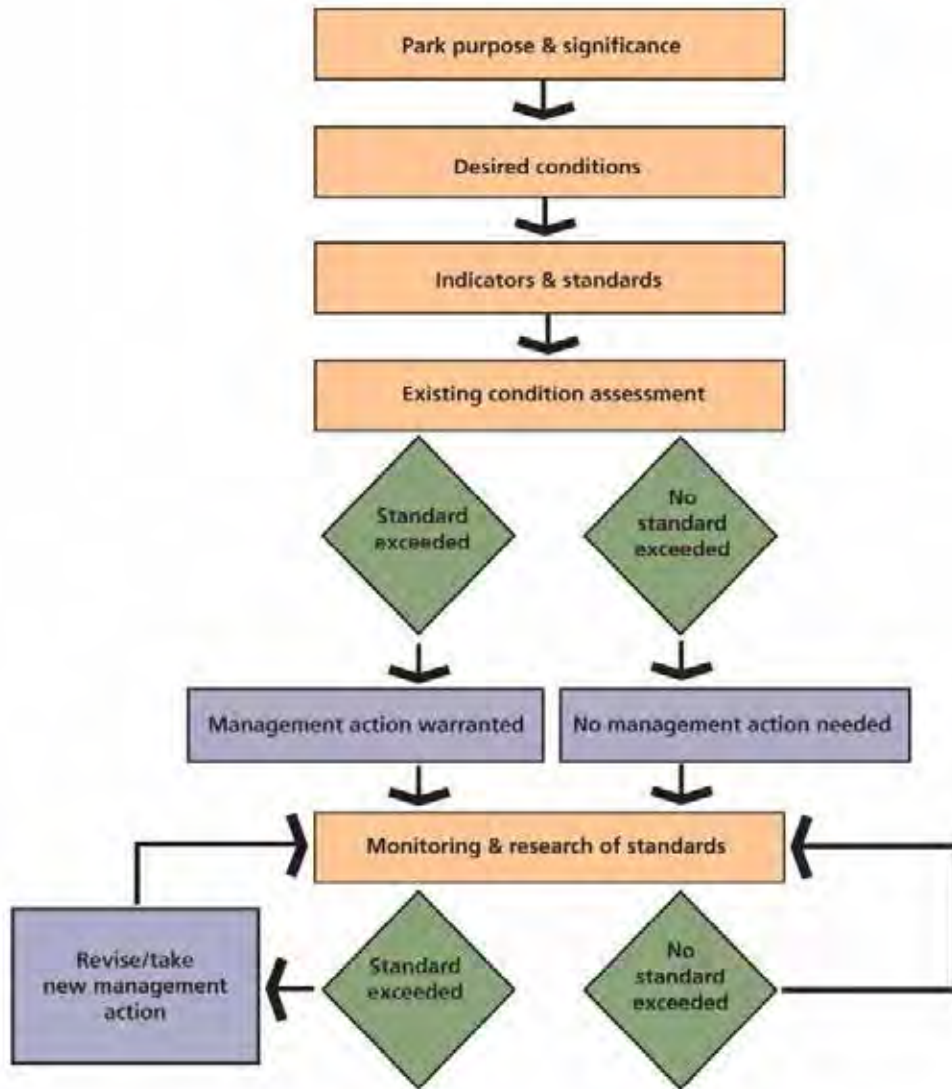 Park purpose & significance
Desired conditions
Indicators & standards
Existing condition assessment
Standard
exceeded
No
standard
exceeded
Management action warranted
No management action needed
Monitoring & research of standards
Revise/take
new management
action
Standard
exceeded
No
standard
exceeded